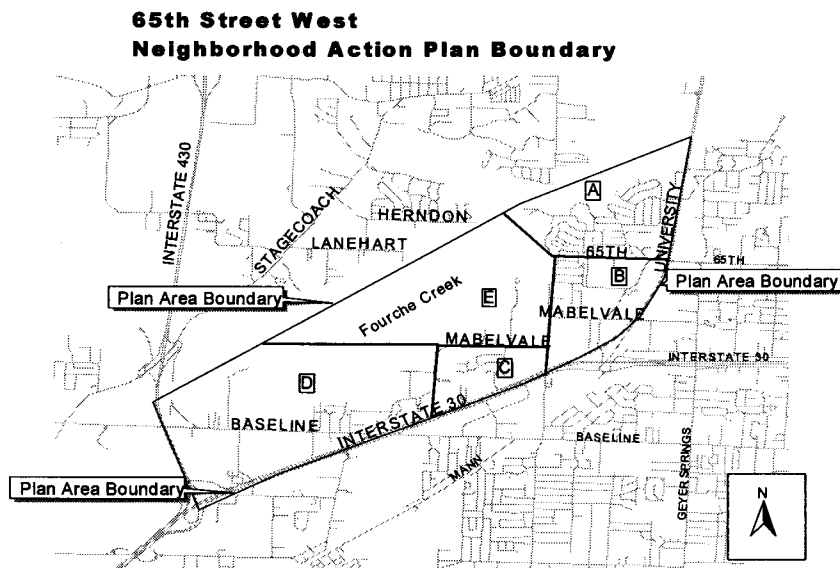 65th Street West
Neighborhood Action Plan Boundary
INTERSTATE 430
STAGECOACH
HERNDON
LANEHART
A
UNIVERSITY
65TH
65TH
B
Plan Area Boundary
Plan Area Boundary
Fourche Creek
E
MABELVALE
MABELVALE
INTERSTATE 30
C
D
BASELINE
INTERSTATE 30
BASELINE
MANN
GEYER SPRINGS
Plan Area Boundary
N